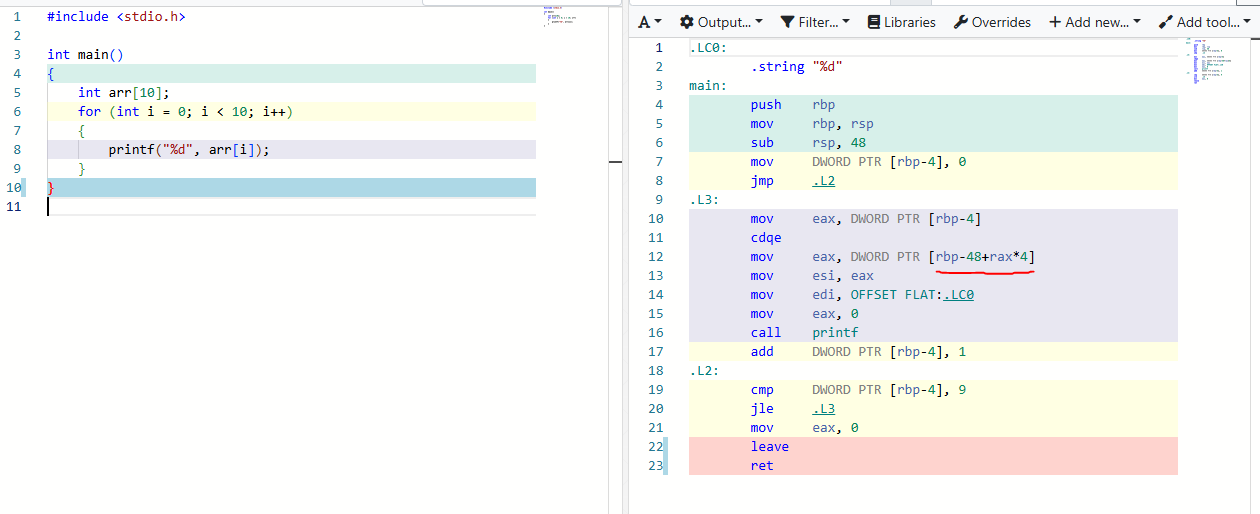 1 #include <stdio.h>
2
3 int main()
4 {
5 int arr[10];
6 for (int i = 0; i < 10; i++)
7 {
8 printf("%d", arr[i]);
9 }
10 }
11
A Output... Filter... Libraries Overrides + Add new... Add tool...
1 .LC0:
2 .string "%d"
3 main:
4 push rbp
5 mov rbp, rsp
6 sub rsp, 48
7 mov DWORD PTR [rbp-4], 0
8 jmp .L2
9 .L3:
10 mov eax, DWORD PTR [rbp-4]
11 cdqe
12 mov eax, DWORD PTR [rbp-48+rax*4]
13 mov esi, eax
14 mov edi, OFFSET FLAT:.LC0
15 mov eax, 0
16 call printf
17 add DWORD PTR [rbp-4], 1
18 .L2:
19 cmp DWORD PTR [rbp-4], 9
20 jle .L3
21 mov eax, 0
22 leave
23 ret